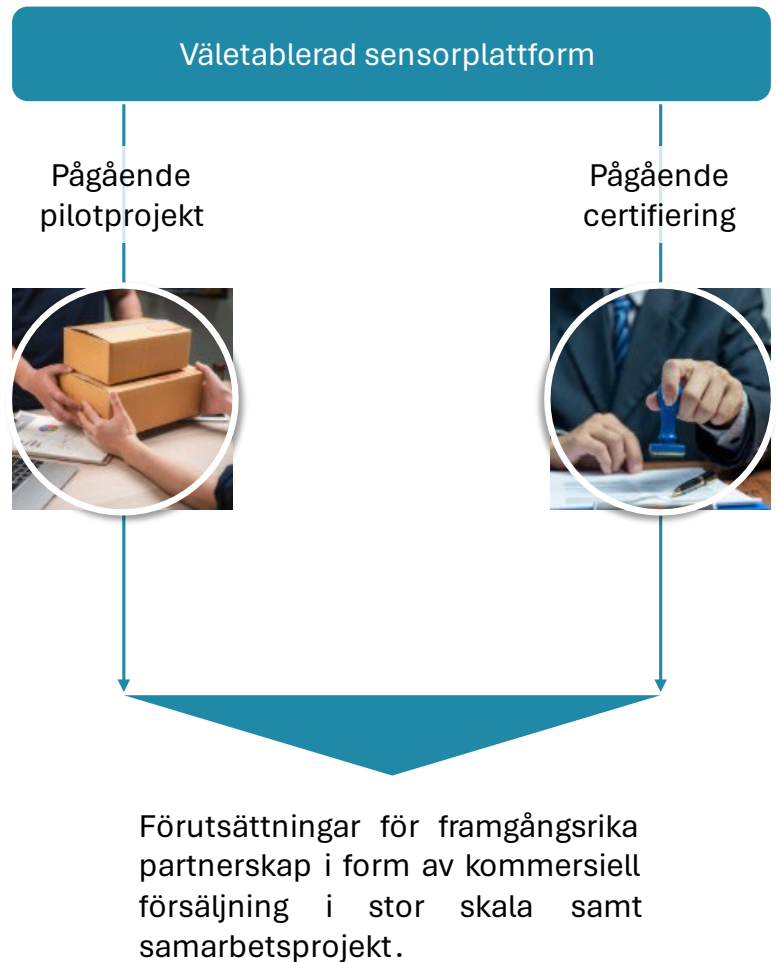 Väletablerad sensorplattform
Pågående
pilotprojekt
Pågående
certifiering
Förutsättningar för framgångsrika
partnerskap i form av kommersiell
försäljning i stor skala samt
samarbetsprojekt.